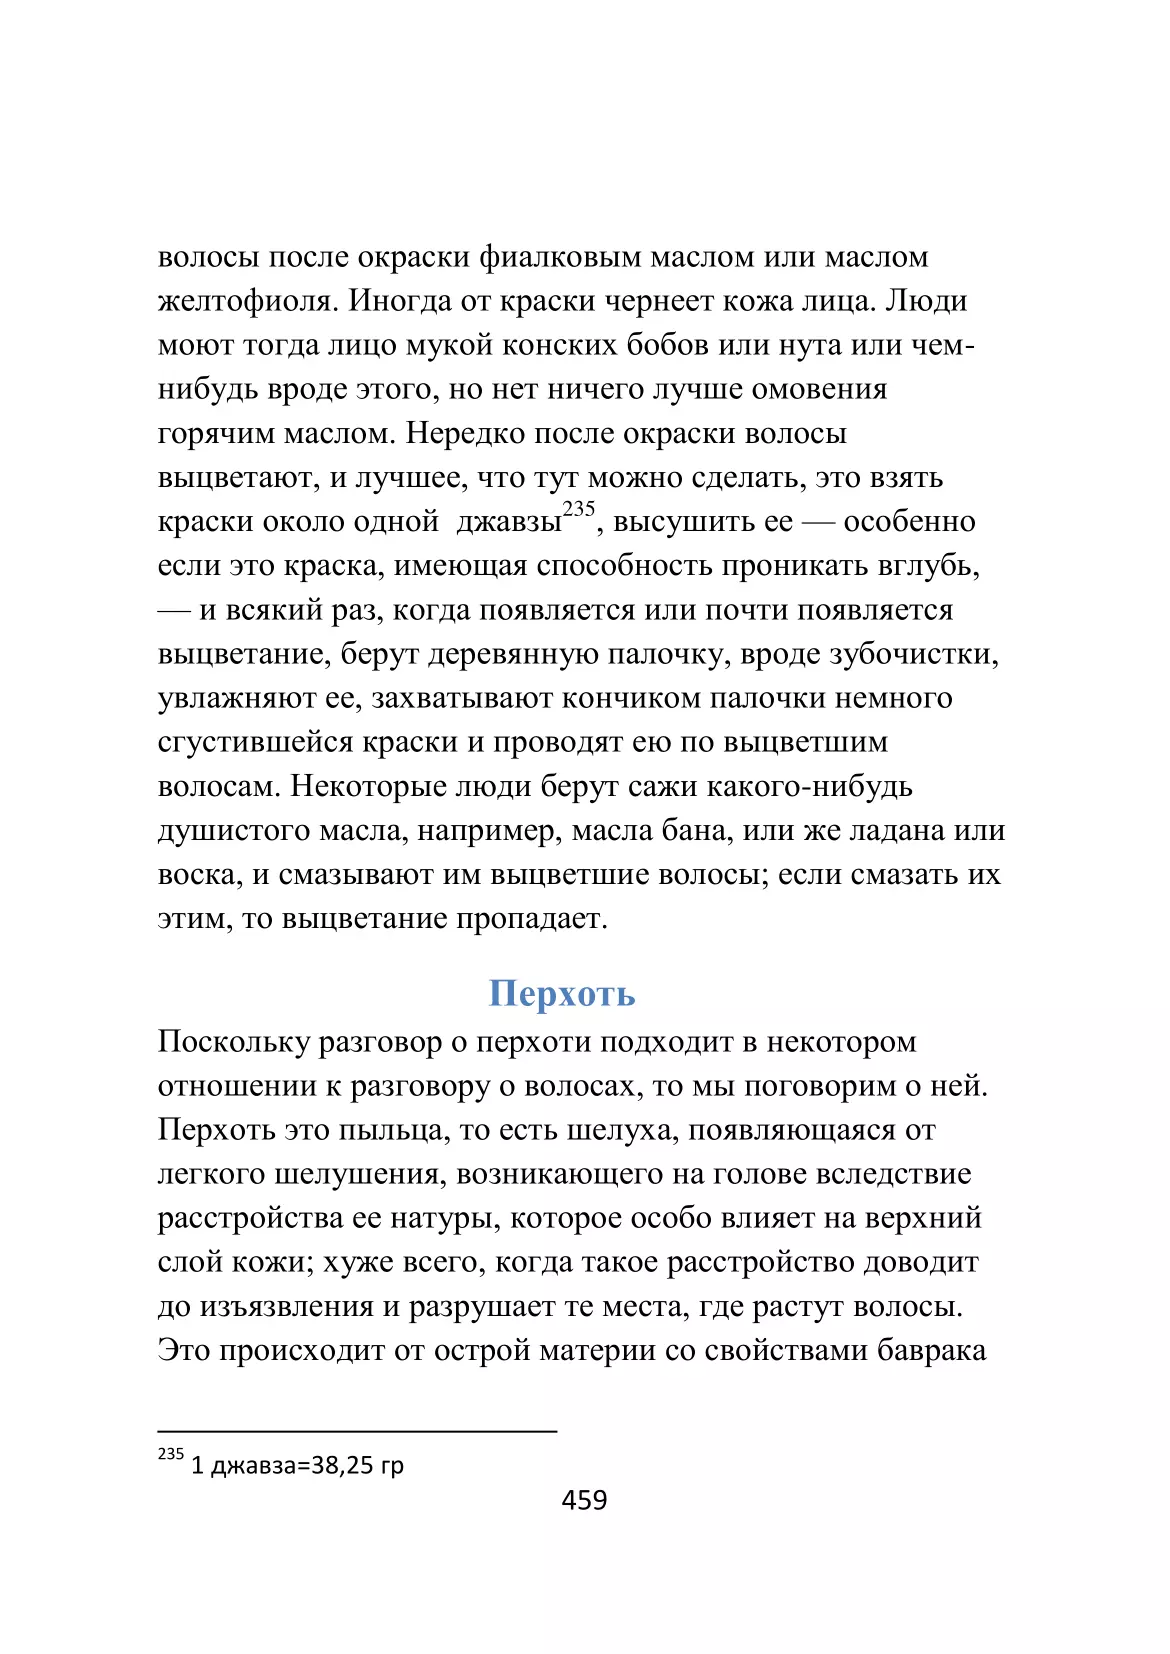 волосы после окраски фиалковым маслом или маслом
желтофиоля. Иногда от краски чернеет кожа лица. Люди
моют тогда лицо мукой конских бобов или нута или чем-
нибудь вроде этого, но нет ничего лучше омовения
горячим маслом. Нередко после окраски волосы
выцветают, и лучшее, что тут можно сделать, это взять
краски около одной  джавзы²³⁵, высушить ее — особенно
если это краска, имеющая способность проникать вглубь,
— и всякий раз, когда появляется или почти появляется
выцветание, берут деревянную палочку, вроде зубочистки,
увлажняют ее, захватывают кончиком палочки немного
сгустившейся краски и проводят ею по выцветшим
волосам. Некоторые люди берут сажи какого-нибудь
душистого масла, например, масла бана, или же ладана или
воска, и смазывают им выцветшие волосы; если смазать их
этим, то выцветание пропадает.
Перхоть
Поскольку разговор о перхоти подходит в некотором
отношении к разговору о волосах, то мы поговорим о ней.
Перхоть это пыльца, то есть шелуха, появляющаяся от
легкого шелушения, возникающего на голове вследствие
расстройства ее натуры, которое особо влияет на верхний
слой кожи; хуже всего, когда такое расстройство доводит
до изъязвления и разрушает те места, где растут волосы.
Это происходит от острой материи со свойствами баврака
²³⁵ 1 джавза=38,25 гр
459